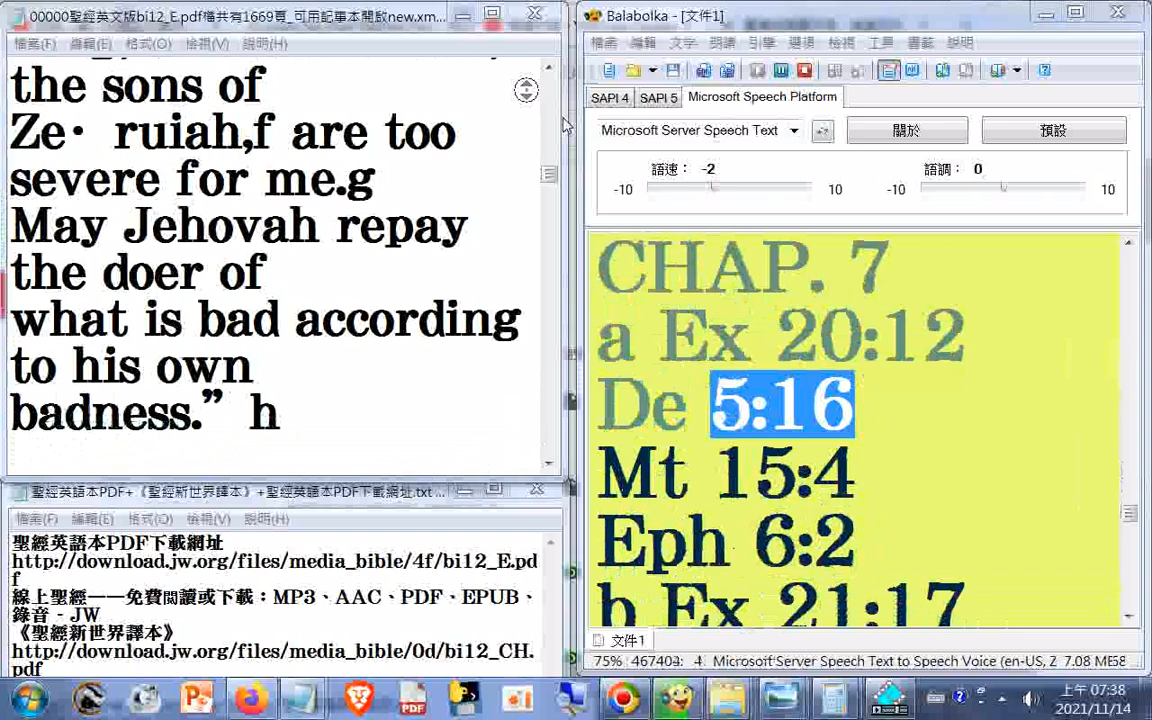 00000聖經英文版bi12_E.pdf檔共有1669頁_可用記事本開啟new.xm...
檔案(F) 編輯(E) 格式(O) 檢視(V) 說明(H)
the sons of
Ze· ruiah,f are too
severe for me.g
May Jehovah repay
the doer of
what is bad according
to his own
badness.” h
聖經英語本PDF+《聖經新世界譯本》+聖經英語本PDF下載網址.txt ...
檔案(F) 編輯(E) 格式(O) 檢視(V) 說明(H)
聖經英語本PDF下載網址
http://download.jw.org/files/media_bible/4f/bi12_E.pd
f
線上聖經——免費閱讀或下載：MP3、AAC、PDF、EPUB、
錄音 - JW
《聖經新世界譯本》
http://download.jw.org/files/media_bible/0d/bi12_CH.
pdf
Balabolka - [文件1]
檔案 編輯 文字 朗讀 引擎 選項 檢視 工具 書籤 說明
SAPI 4 SAPI 5 Microsoft Speech Platform
Microsoft Server Speech Text 關於 預設
語速： -2 語調： 0
-10 10 -10 10
CHAP. 7
a Ex 20:12
De 5:16
Mt 15:4
Eph 6:2
b Ex 21:17
文件1
75% 467404: 4 Microsoft Server Speech Text to Speech Voice (en-US, Z 7.08 ME58
上午 07:38
2021/11/14